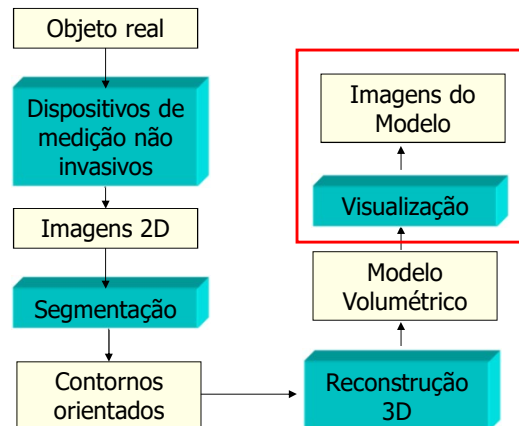 Objeto real
Dispositivos de
medição não
invasivos
Imagens 2D
Segmentação
Contornos
orientados
Reconstrução
3D
Modelo
Volumétrico
Visualização
Imagens do
Modelo